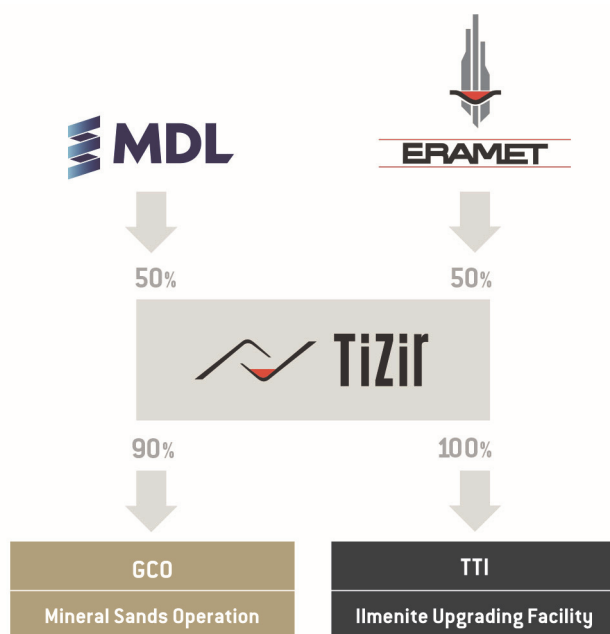 MDL
ERAMET
50%
50%
TiZir
90%
100%
GCO
Mineral Sands Operation
TTI
Ilmenite Upgrading Facility